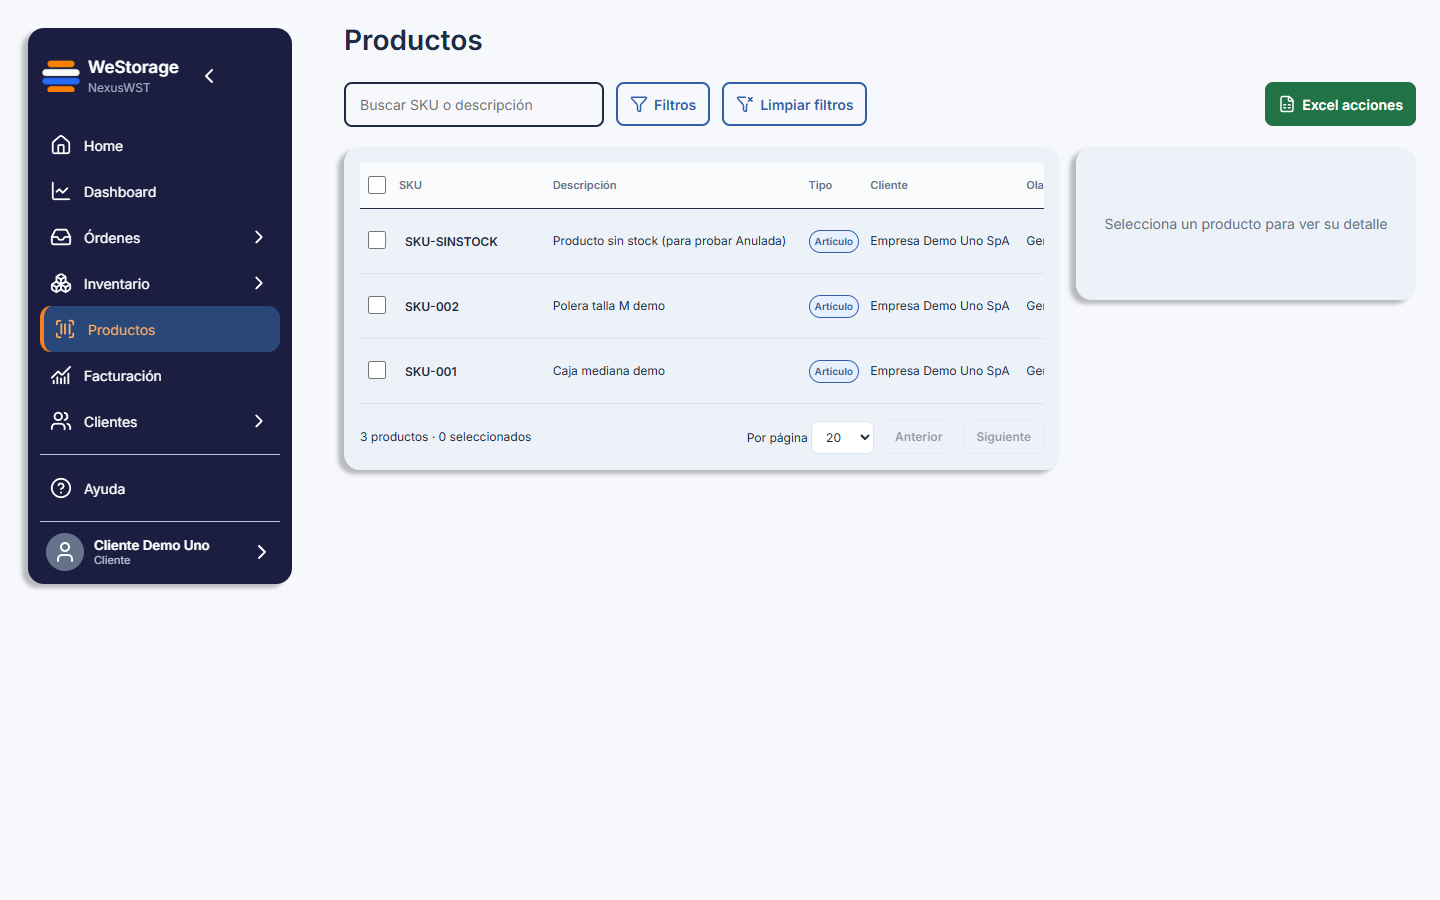 WeStorage
NexusWST
Home
Dashboard
Órdenes
Inventario
Productos
Facturación
Clientes
Ayuda
Cliente Demo Uno
Cliente
Productos
Buscar SKU o descripción
Filtros
Limpiar filtros
Excel acciones
SKU Descripción Tipo Cliente Ola
SKU-SINSTOCK Producto sin stock (para probar Anulada) Artículo Empresa Demo Uno SpA Ger
SKU-002 Polera talla M demo Artículo Empresa Demo Uno SpA Ger
SKU-001 Caja mediana demo Artículo Empresa Demo Uno SpA Ger
3 productos · 0 seleccionados Por página 20 Anterior Siguiente
Selecciona un producto para ver su detalle